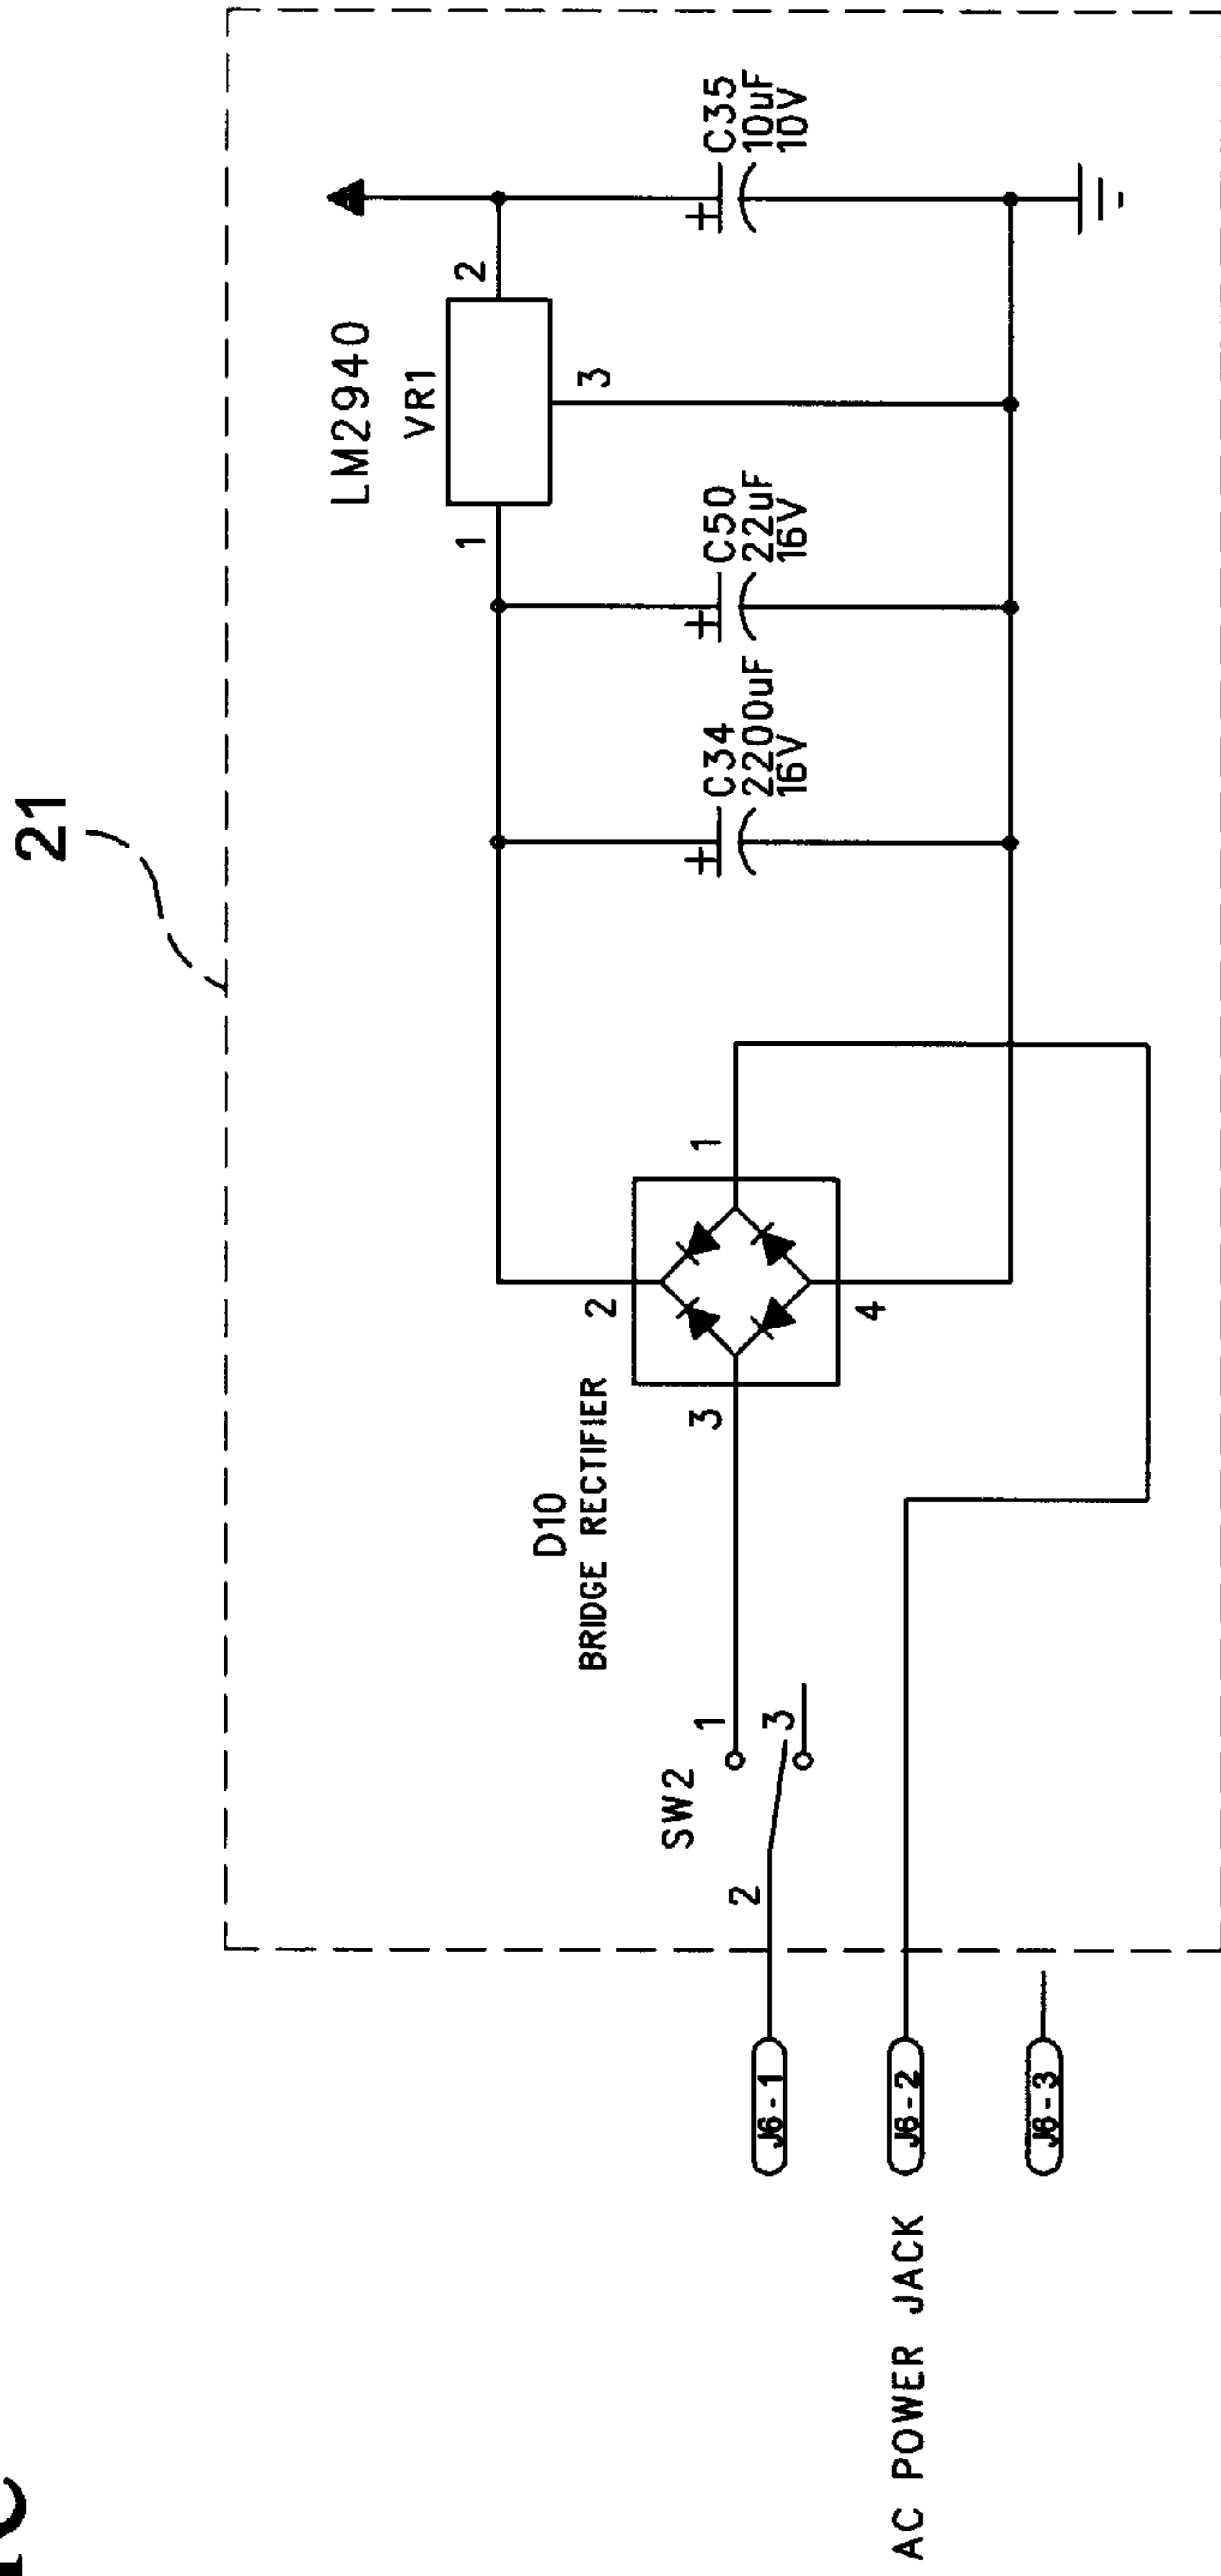 21
LM2940
VR1
1
2
3
C34
2200uF
16V
C50
22uF
16V
C35
10uF
10V
D10
BRIDGE RECTIFIER
2
1
3
4
SW2
1
2
3
J6-1
AC POWER JACK
J6-2
J6-3